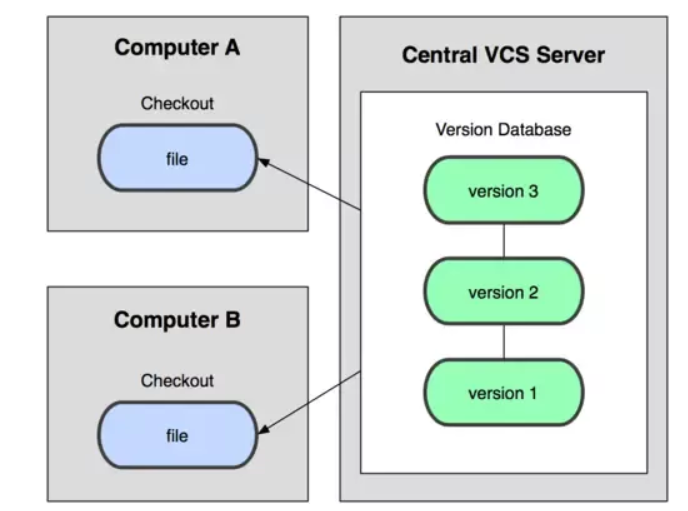 Computer A
Checkout
file
Computer B
Checkout
file
Central VCS Server
Version Database
version 3
version 2
version 1